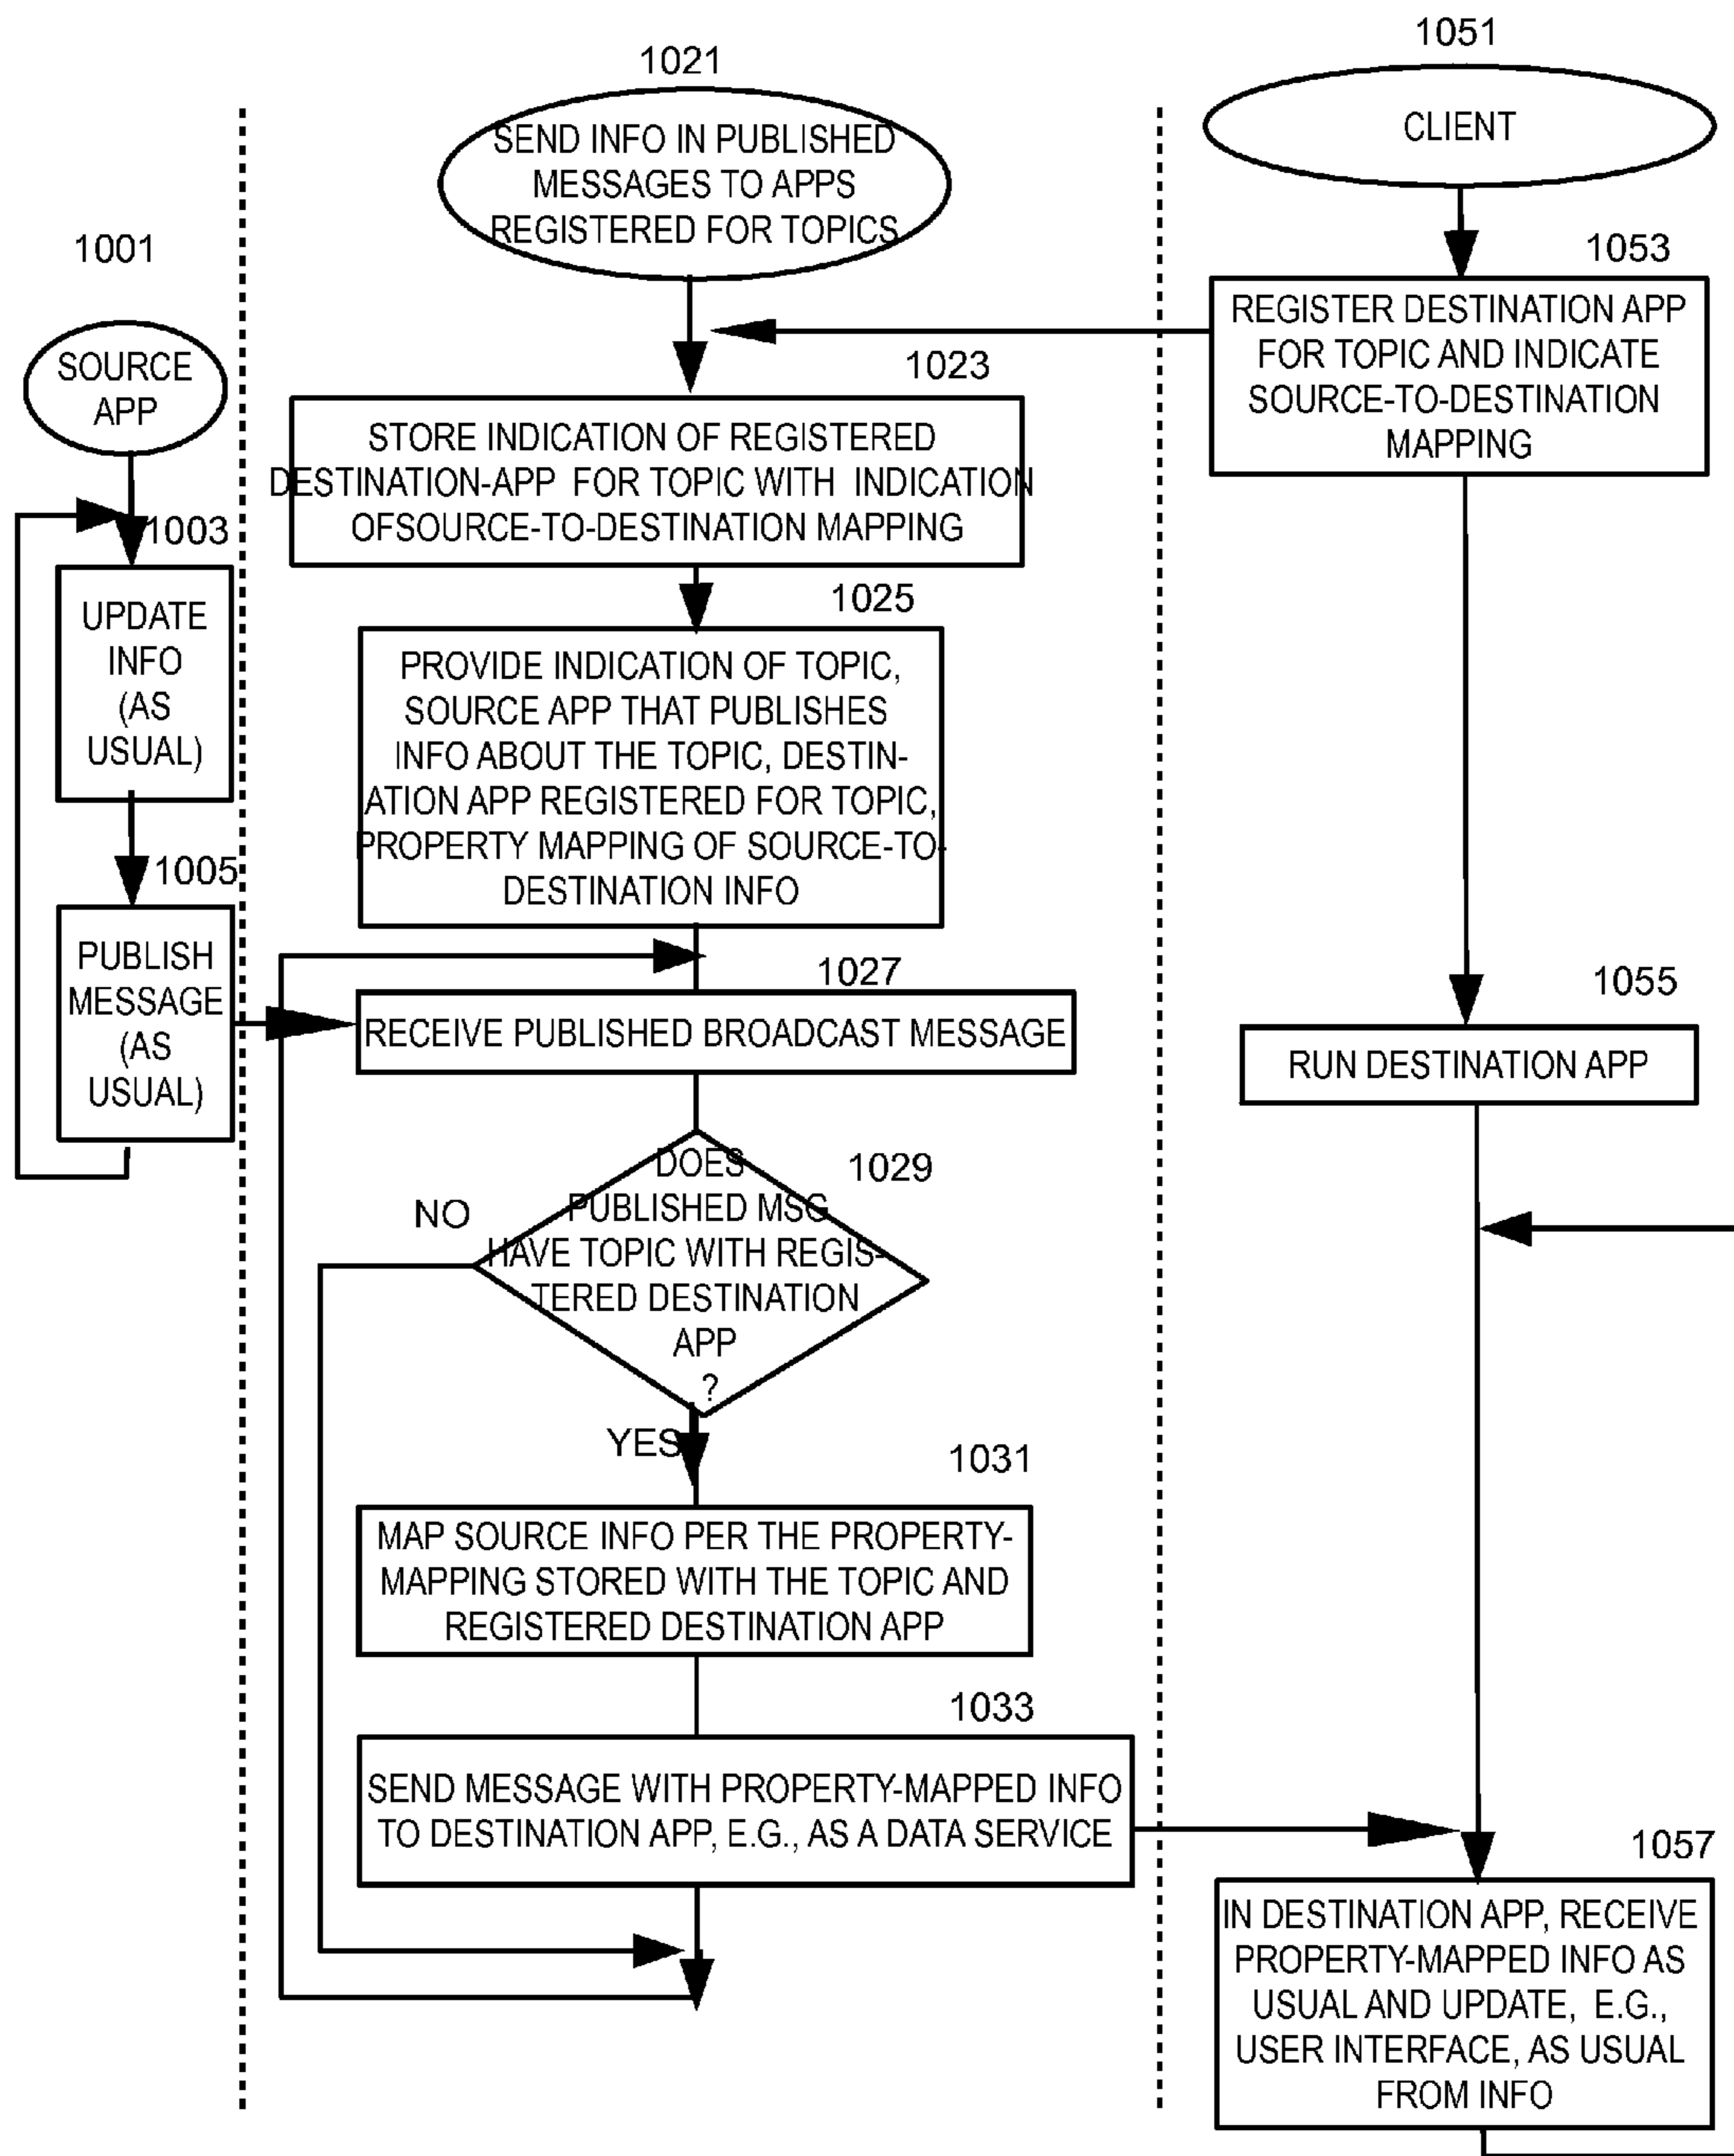 1001
SOURCE
APP
1003
UPDATE
INFO
(AS
USUAL)
1005
PUBLISH
MESSAGE
(AS
USUAL)
1021
SEND INFO IN PUBLISHED
MESSAGES TO APPS
REGISTERED FOR TOPICS
1023
STORE INDICATION OF REGISTERED
DESTINATION-APP FOR TOPIC WITH INDICATION
OFSOURCE-TO-DESTINATION MAPPING
1025
PROVIDE INDICATION OF TOPIC,
SOURCE APP THAT PUBLISHES
INFO ABOUT THE TOPIC, DESTIN-
ATION APP REGISTERED FOR TOPIC,
PROPERTY MAPPING OF SOURCE-TO-
DESTINATION INFO
1027
RECEIVE PUBLISHED BROADCAST MESSAGE
1029
DOES
PUBLISHED MSG
HAVE TOPIC WITH REGIS-
TERED DESTINATION
APP
?
NO
YES
1031
MAP SOURCE INFO PER THE PROPERTY-
MAPPING STORED WITH THE TOPIC AND
REGISTERED DESTINATION APP
1033
SEND MESSAGE WITH PROPERTY-MAPPED INFO
TO DESTINATION APP, E.G., AS A DATA SERVICE
1051
CLIENT
1053
REGISTER DESTINATION APP
FOR TOPIC AND INDICATE
SOURCE-TO-DESTINATION
MAPPING
1055
RUN DESTINATION APP
1057
IN DESTINATION APP, RECEIVE
PROPERTY-MAPPED INFO AS
USUAL AND UPDATE, E.G.,
USER INTERFACE, AS USUAL
FROM INFO